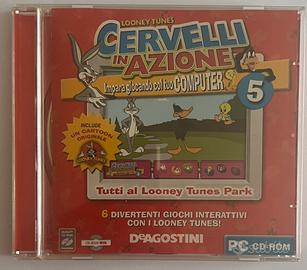 LOONEY TUNES
CERVELLI
IN AZIONE
Impara giocando col tuo COMPUTER
5
INCLUDE
UN CARTOON
ORIGINALE
Tutti al Looney Tunes Park
6 DIVERTENTI GIOCHI INTERATTIVI
CON I LOONEY TUNES!
DeAGOSTINI
PC CD-ROM